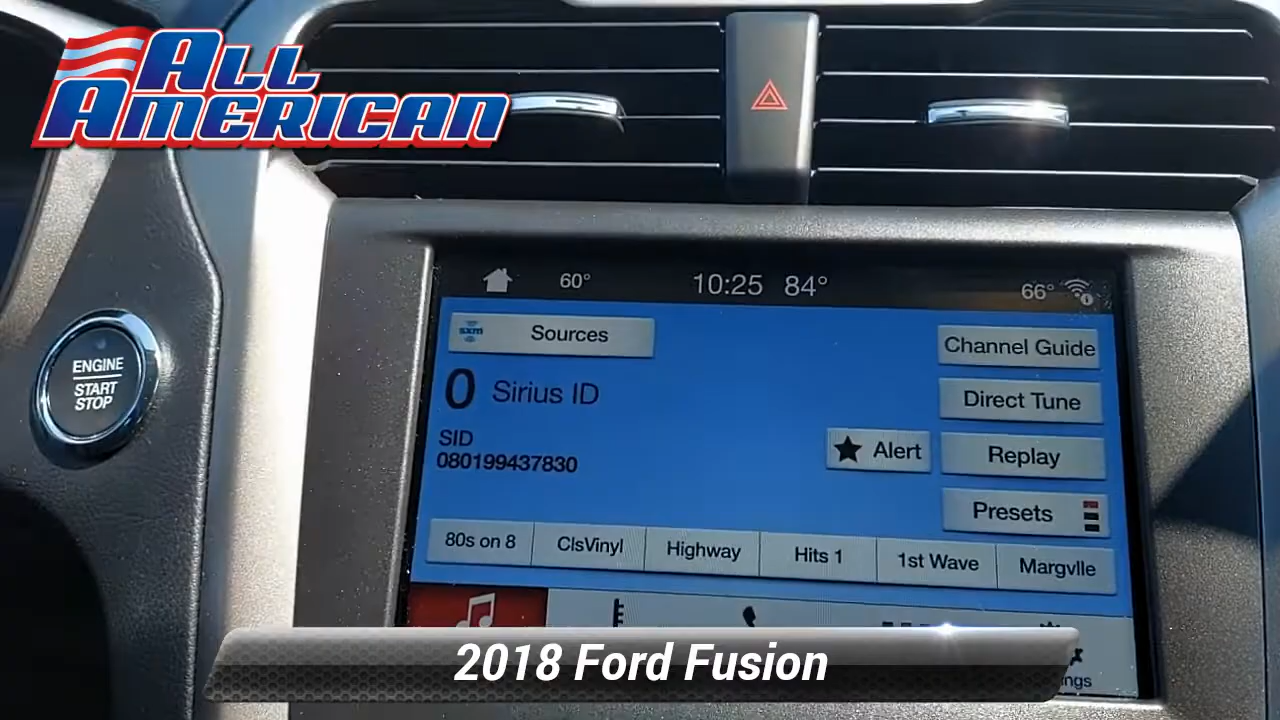 ALL
AMERICAN
60°
10:25 84°
66°
sxm
Sources
Channel Guide
0 Sirius ID
Direct Tune
SID
080199437830
Alert
Replay
Presets
80s on 8
ClsVinyl
Highway
Hits 1
1st Wave
Margvlle
ENGINE
START
STOP
2018 Ford Fusion